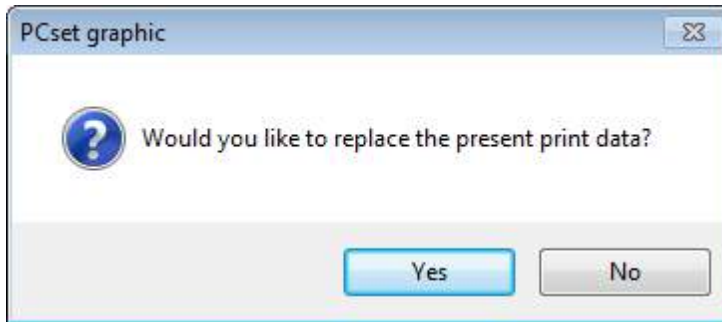 PCset graphic
Would you like to replace the present print data?
Yes
No